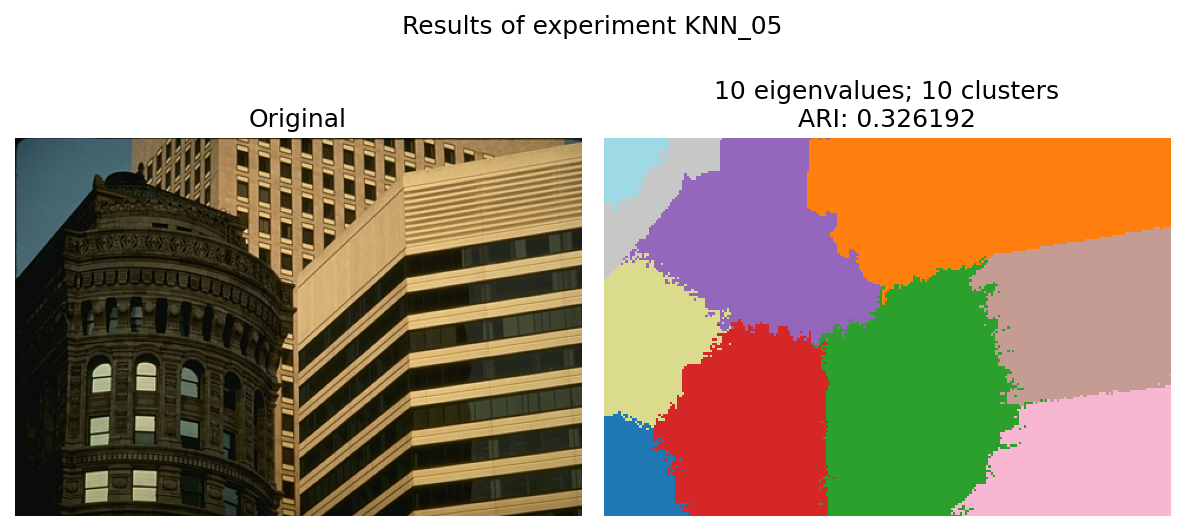 Results of experiment KNN_05
Original
10 eigenvalues; 10 clusters
ARI: 0.326192